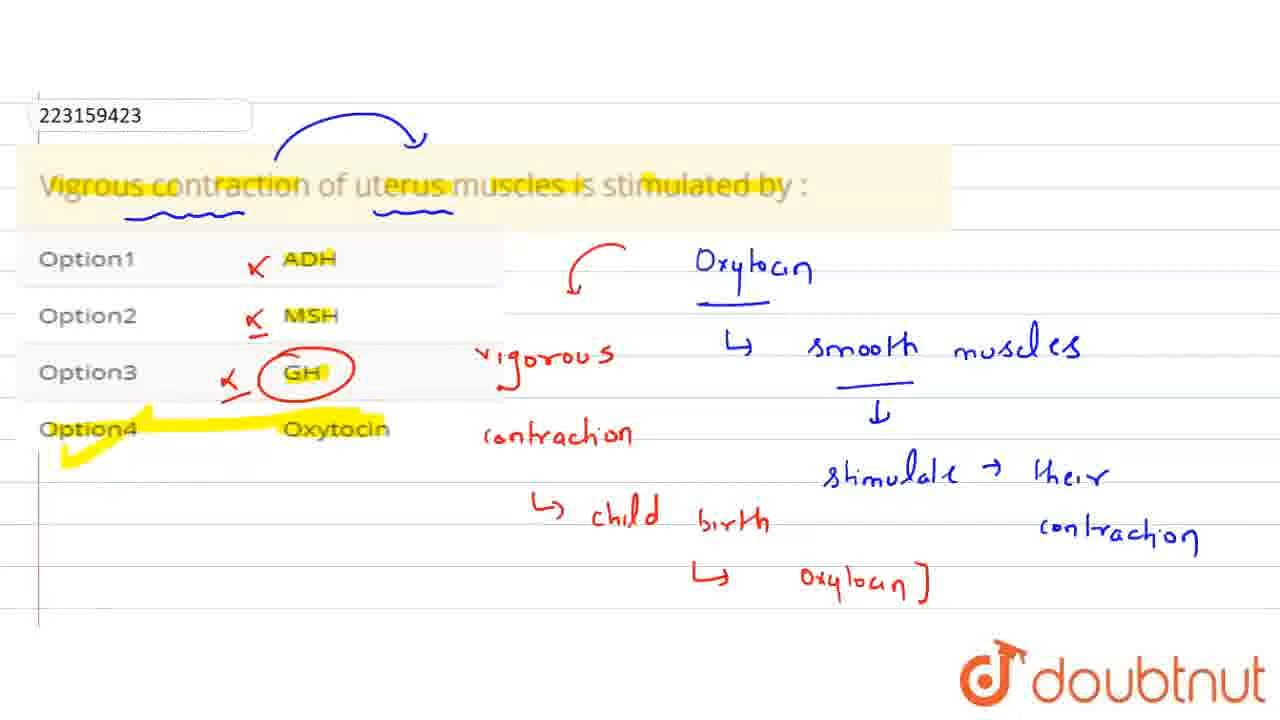 223159423
Vigrous contraction of uterus muscles is stimulated by :
Option1 ADH
Option2 MSH
Option3 GH
Option4 Oxytocin
Oxytocin
↳ smooth muscles
↓
stimulate → their
contraction
vigorous
contraction
↳ child birth
↳ oxytocin]
doubtnut